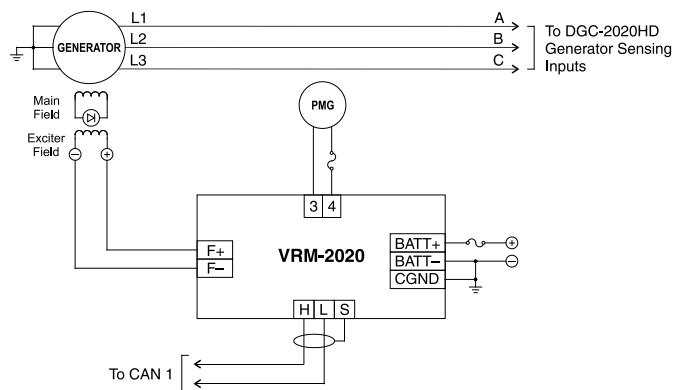 L1
A
L2
B
L3
C
GENERATOR
To DGC-2020HD
Generator Sensing
Inputs
Main
Field
Exciter
Field
− +
PMG
3 4
VRM-2020
F+
F−
BATT+ +
BATT− −
CGND
H L S
To CAN 1